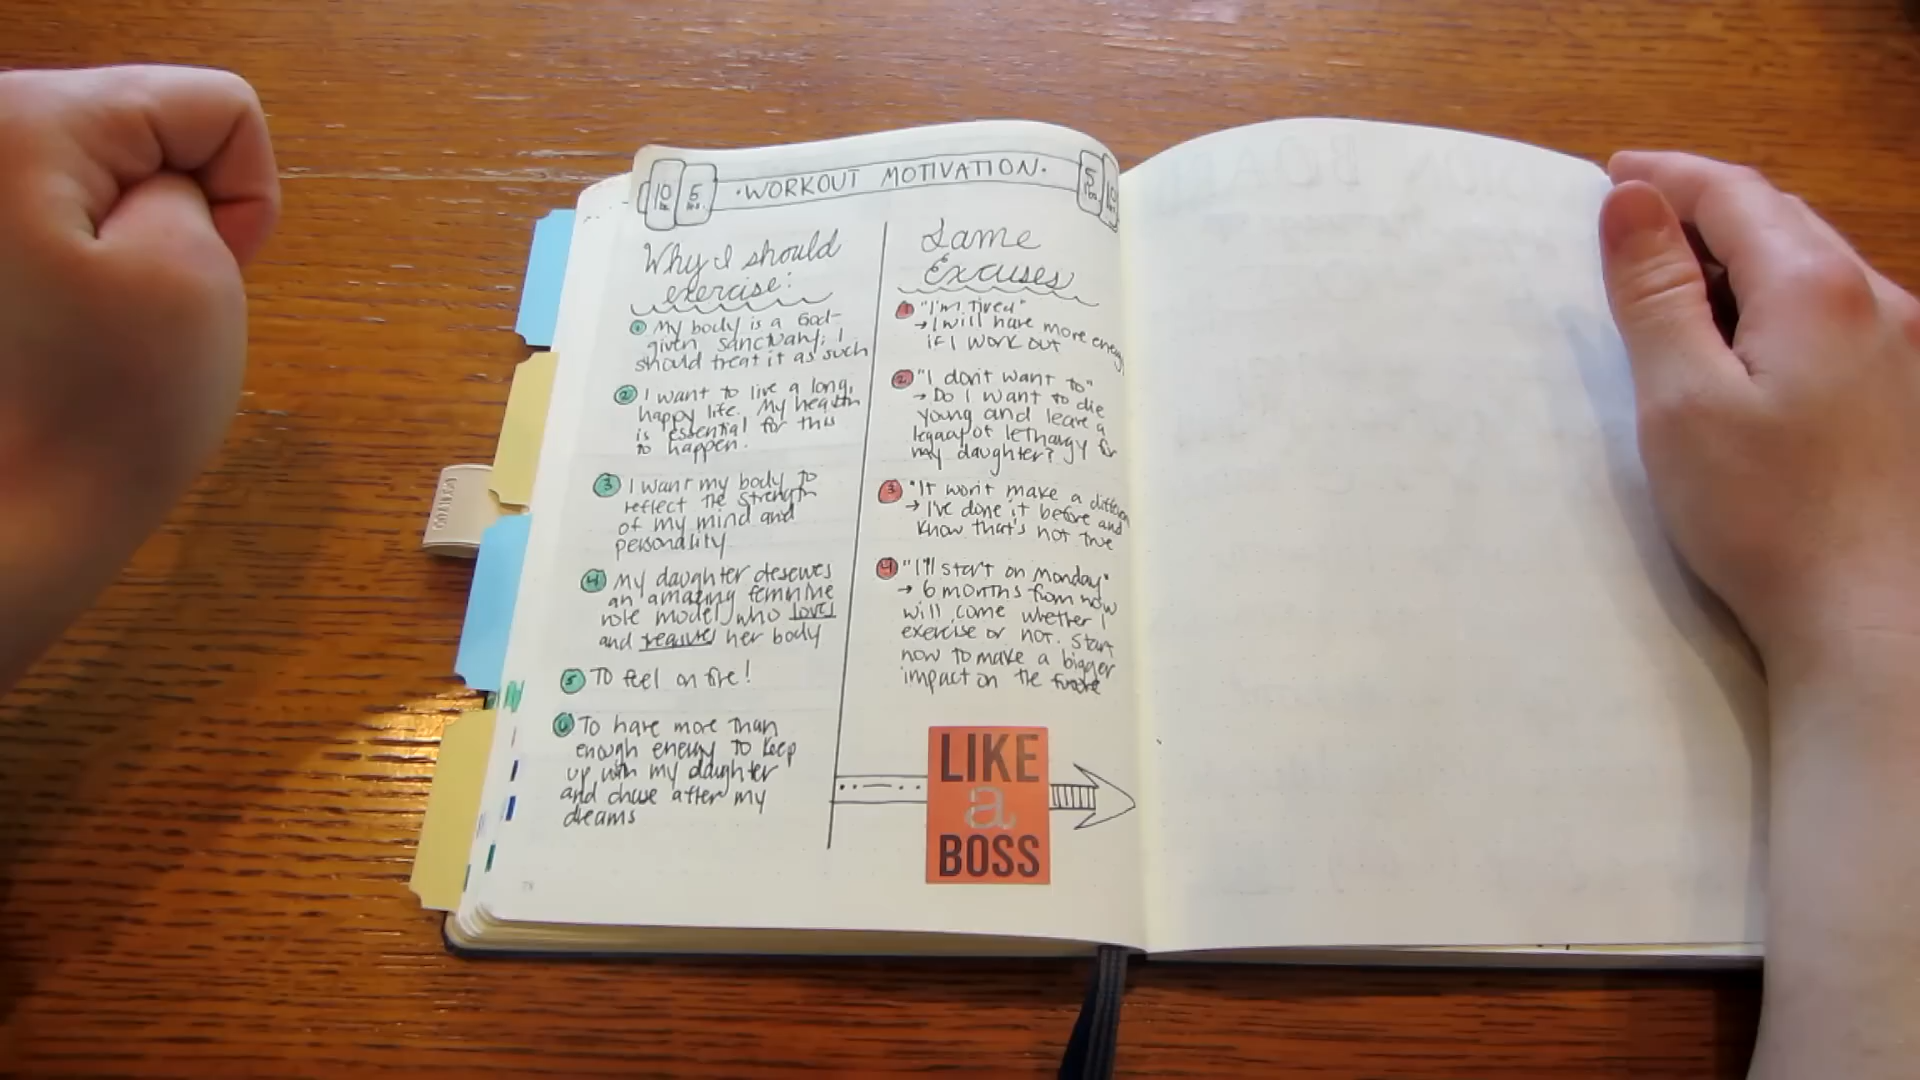 10 lbs. 5 lbs. ·WORKOUT MOTIVATION· 5 lbs. 10 lbs.
Why I should
exercise:
1 My body is a God-
given sanctuary; I
should treat it as such
2 I want to live a long,
happy life. My health
is essential for this
to happen.
3 I want my body to
reflect the strength
of my mind and
personality
4 My daughter deserves
an amazing feminine
role model who loves
and her body
5 To feel on fire!
6 To have more than
enough energy to keep
up with my daughter
and chase after my
dreams
Lame
Excuses
1 "I'm tired"
→ I will have more energy
if I work out
2 "I don't want to"
→ Do I want to die
young and leave a
legacy of lethargy for
my daughter?
3 "It won't make a
→ I've done it before and
know that's not true
4 "I'll start on Monday"
→ 6 months from now
will come whether I
exercise or not. Start
now to make a bigger
impact on the future
LIKE
a
BOSS